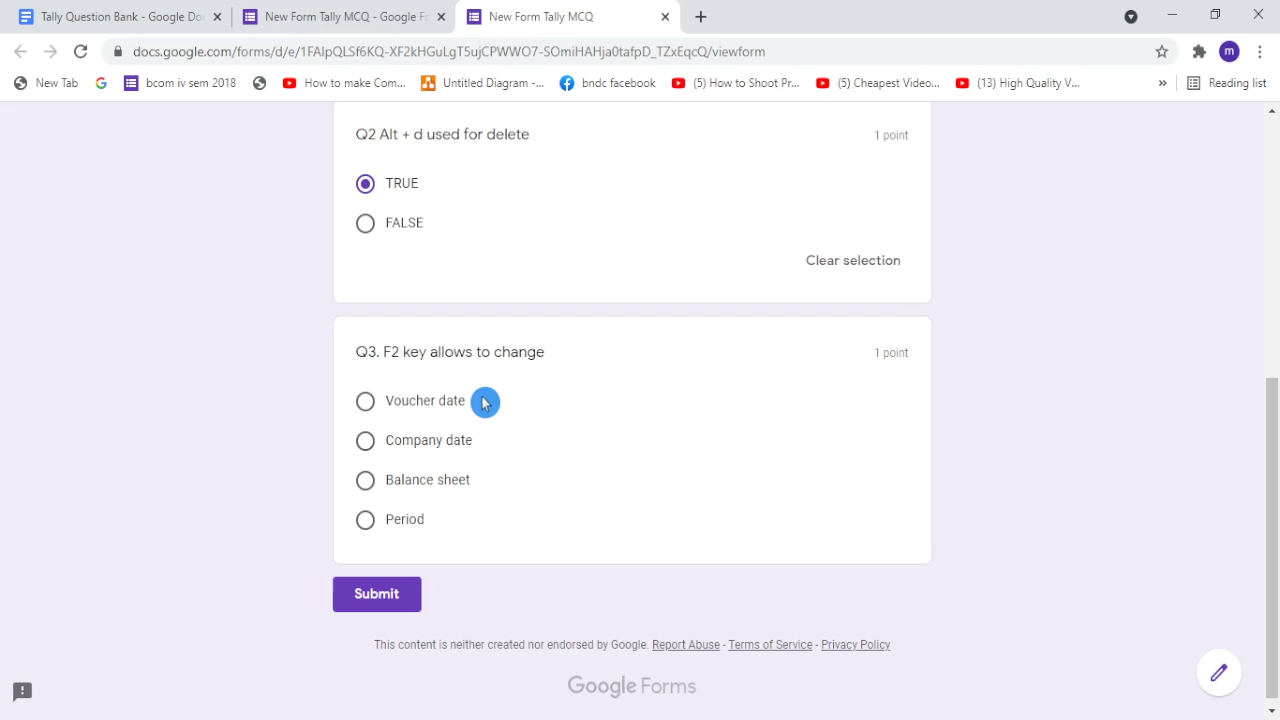 Tally Question Bank - Google Do
New Form Tally MCQ - Google F
New Form Tally MCQ
m
docs.google.com/forms/d/e/1FAIpQLSf6KQ-XF2kHGuLgT5ujCPWWO7-SOmiHAHja0tafpD_TZxEqcQ/viewform
New Tab
bcom iv sem 2018
How to make Com...
Untitled Diagram -...
bndc facebook
(5) How to Shoot Pr...
(5) Cheapest Video...
(13) High Quality V...
»
Reading list
Q2 Alt + d used for delete
1 point
TRUE
FALSE
Clear selection
Q3. F2 key allows to change
1 point
Voucher date
Company date
Balance sheet
Period
Submit
This content is neither created nor endorsed by Google. Report Abuse - Terms of Service - Privacy Policy
Google Forms